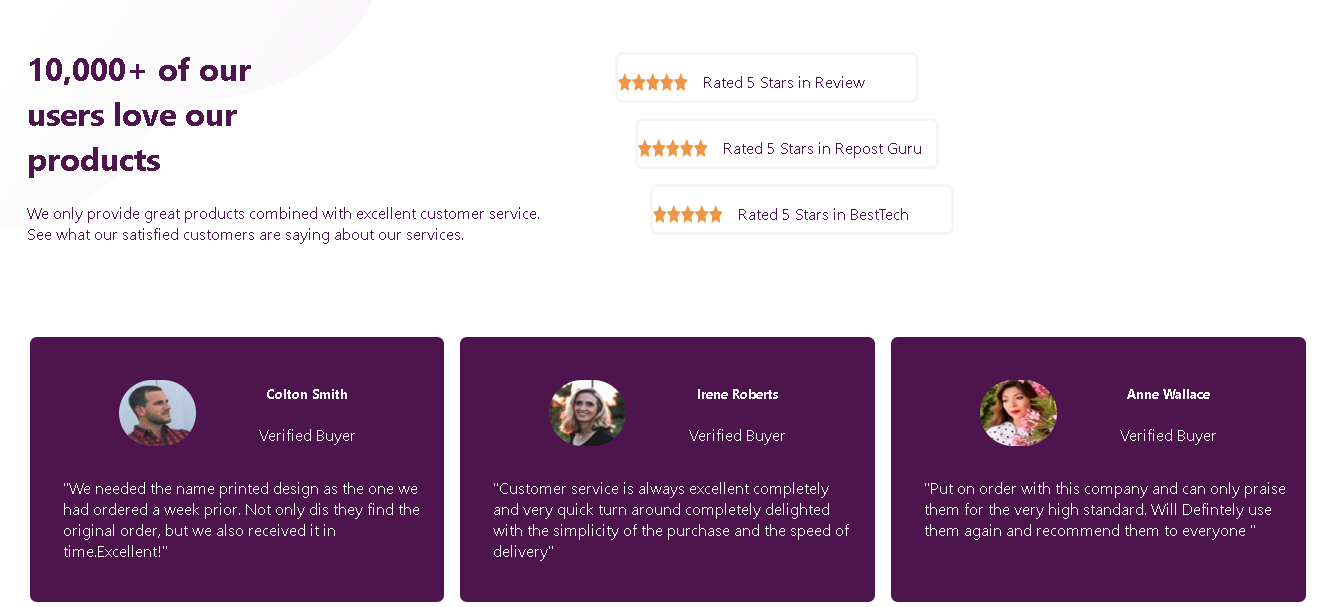 10,000+ of our
users love our
products
We only provide great products combined with excellent customer service.
See what our satisfied customers are saying about our services.
Rated 5 Stars in Review
Rated 5 Stars in Repost Guru
Rated 5 Stars in BestTech
Colton Smith
Verified Buyer
"We needed the name printed design as the one we
had ordered a week prior. Not only dis they find the
original order, but we also received it in
time.Excellent!"
Irene Roberts
Verified Buyer
"Customer service is always excellent completely
and very quick turn around completely delighted
with the simplicity of the purchase and the speed of
delivery"
Anne Wallace
Verified Buyer
"Put on order with this company and can only praise
them for the very high standard. Will Defintely use
them again and recommend them to everyone "